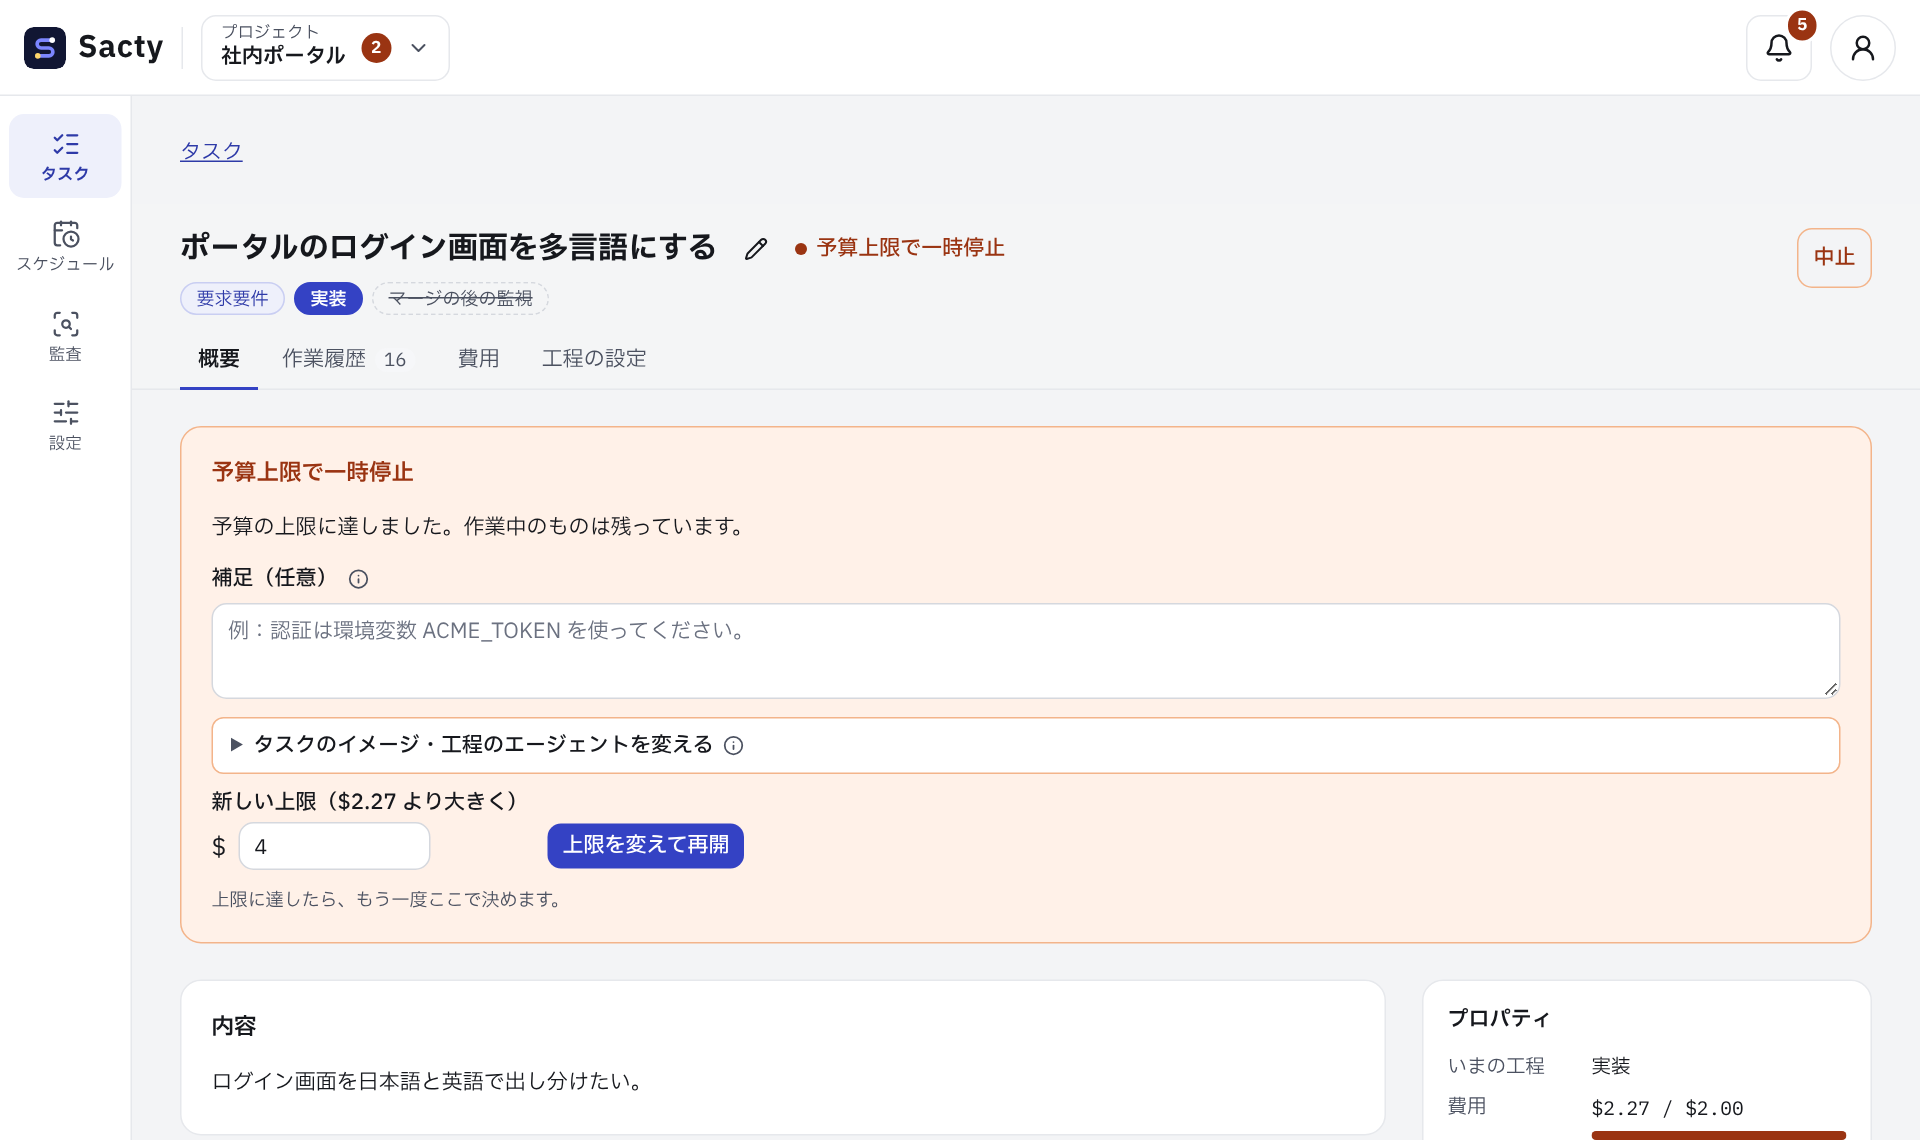 Sacty
プロジェクト
社内ポータル
2
5
タスク
スケジュール
監査
設定
タスク
ポータルのログイン画面を多言語にする
予算上限で一時停止
中止
要求要件
実装
マージの後の監視
概要
作業履歴 16
費用
工程の設定
予算上限で一時停止
予算の上限に達しました。作業中のものは残っています。
補足（任意）
例：認証は環境変数 ACME_TOKEN を使ってください。
タスクのイメージ・工程のエージェントを変える
新しい上限（$2.27 より大きく）
$ 4
上限を変えて再開
上限に達したら、もう一度ここで決めます。
内容
ログイン画面を日本語と英語で出し分けたい。
プロパティ
いまの工程 実装
費用 $2.27 / $2.00